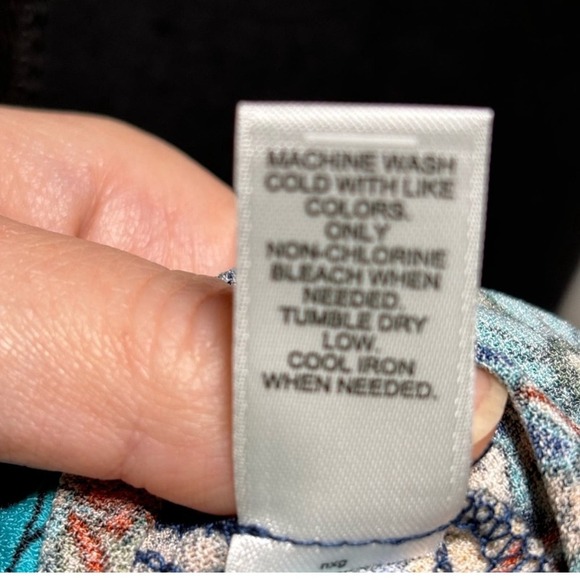 MACHINE WASH
COLD WITH LIKE
COLORS.
ONLY
NON-CHLORINE
BLEACH WHEN
NEEDED.
TUMBLE DRY
LOW.
COOL IRON
WHEN NEEDED.